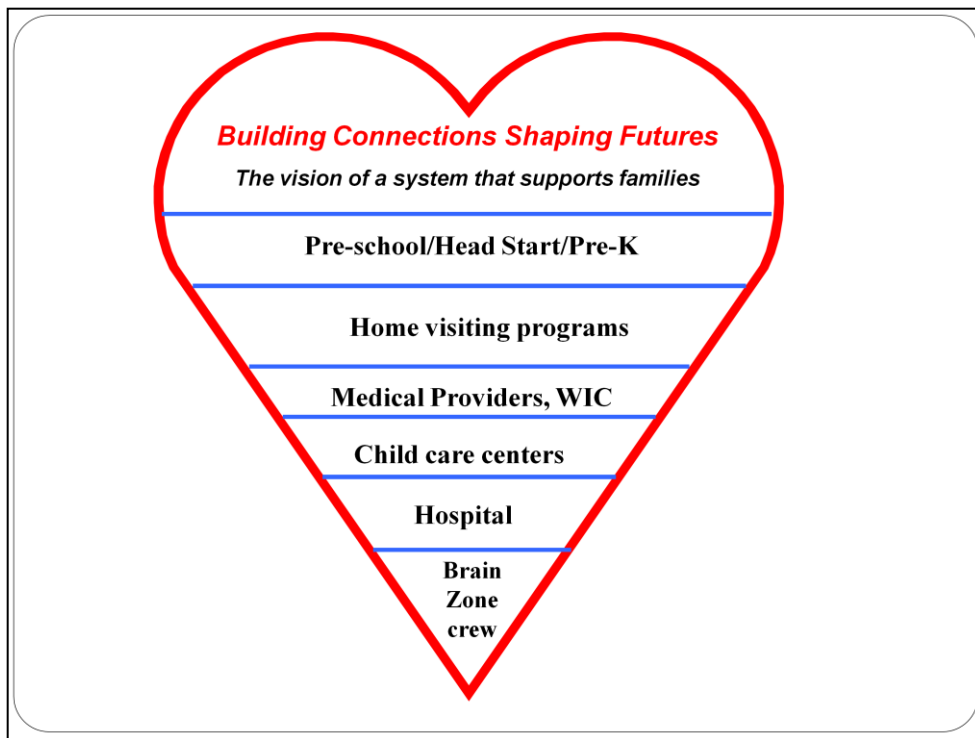 Building Connections Shaping Futures
The vision of a system that supports families
Pre-school/Head Start/Pre-K
Home visiting programs
Medical Providers, WIC
Child care centers
Hospital
Brain
Zone
crew